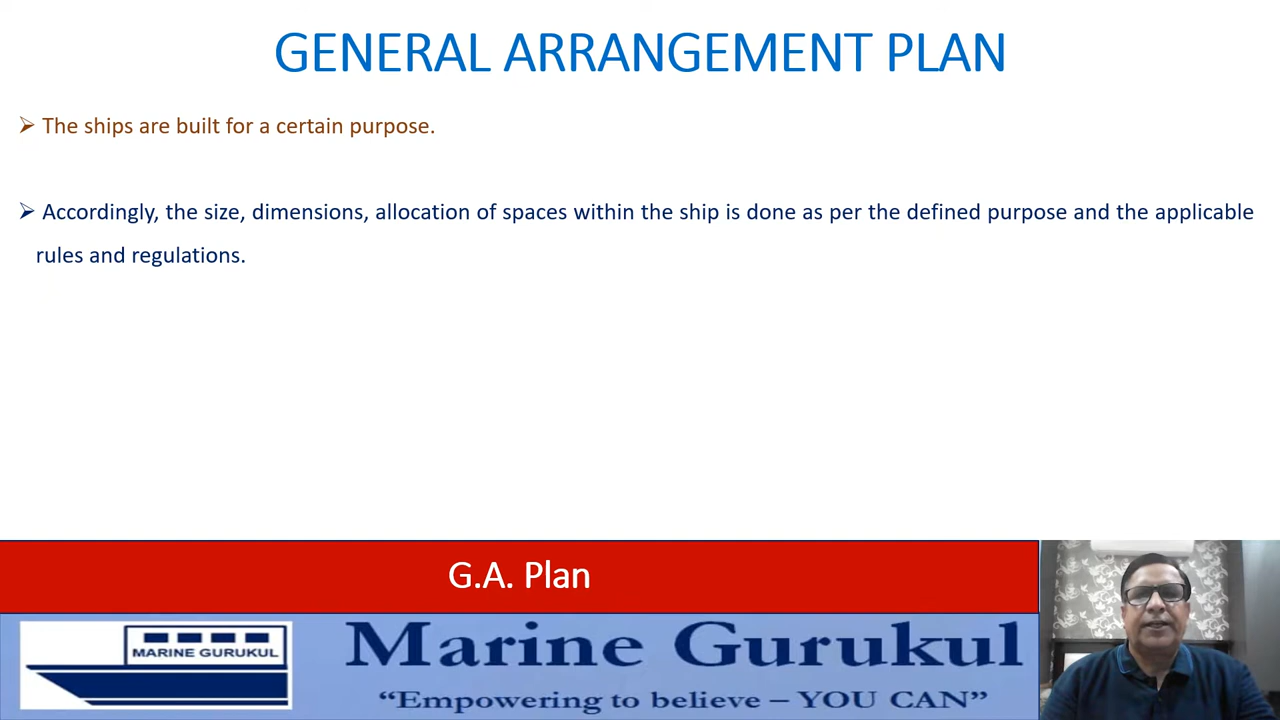 GENERAL ARRANGEMENT PLAN
➢ The ships are built for a certain purpose.
➢ Accordingly, the size, dimensions, allocation of spaces within the ship is done as per the defined purpose and the applicable
rules and regulations.
G.A. Plan
MARINE GURUKUL
Marine Gurukul
“Empowering to believe – YOU CAN”